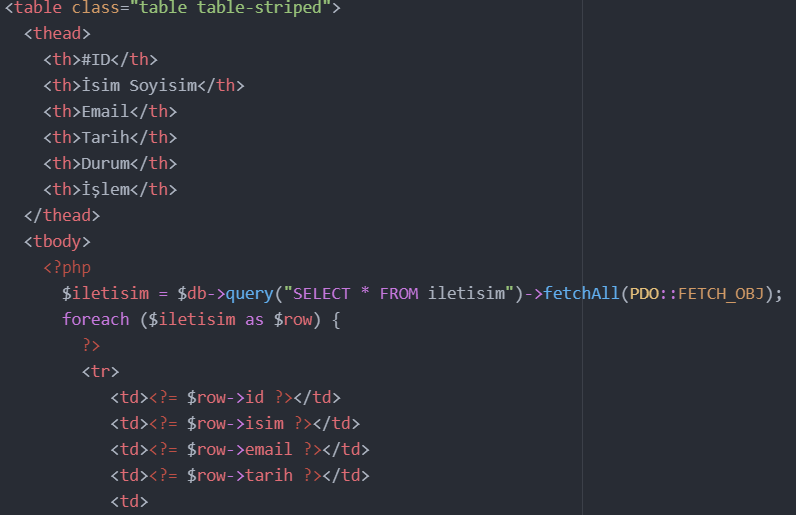 <table class="table table-striped">
<thead>
<th>#ID</th>
<th>İsim Soyisim</th>
<th>Email</th>
<th>Tarih</th>
<th>Durum</th>
<th>İşlem</th>
</thead>
<tbody>
<?php
$iletisim = $db->query("SELECT * FROM iletisim")->fetchAll(PDO::FETCH_OBJ);
foreach ($iletisim as $row) {
?>
<tr>
<td><?= $row->id ?></td>
<td><?= $row->isim ?></td>
<td><?= $row->email ?></td>
<td><?= $row->tarih ?></td>
<td>